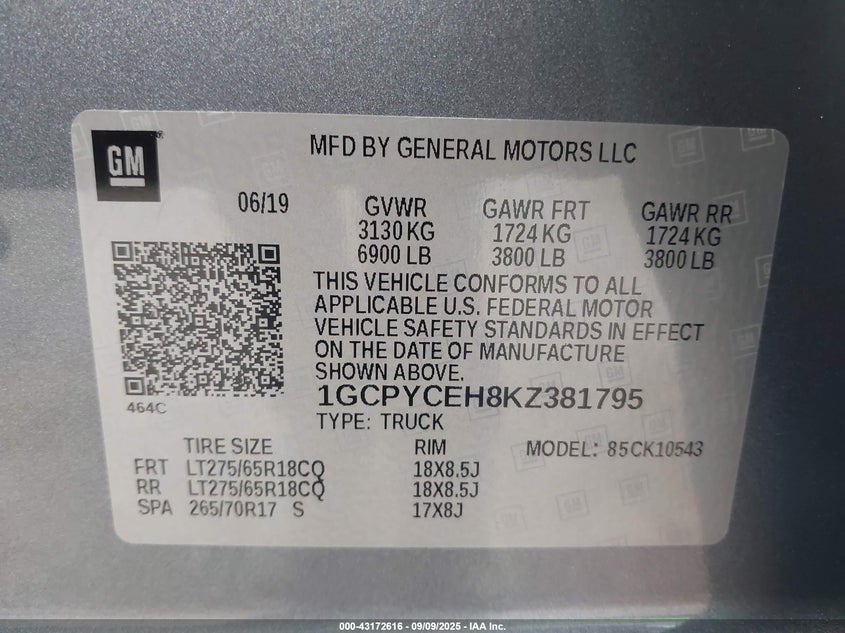 GM
MFD BY GENERAL MOTORS LLC
06/19 GVWR GAWR FRT GAWR RR
3130 KG 1724 KG 1724 KG
6900 LB 3800 LB 3800 LB
THIS VEHICLE CONFORMS TO ALL
APPLICABLE U.S. FEDERAL MOTOR
VEHICLE SAFETY STANDARDS IN EFFECT
ON THE DATE OF MANUFACTURE
SHOWN ABOVE.
1GCPYCEH8KZ381795
464C
TYPE: TRUCK
TIRE SIZE RIM MODEL: 85CK10543
FRT LT275/65R18CQ 18X8.5J
RR LT275/65R18CQ 18X8.5J
SPA 265/70R17 S 17X8J
000-43172616 - 09/09/2025 - IAA Inc.